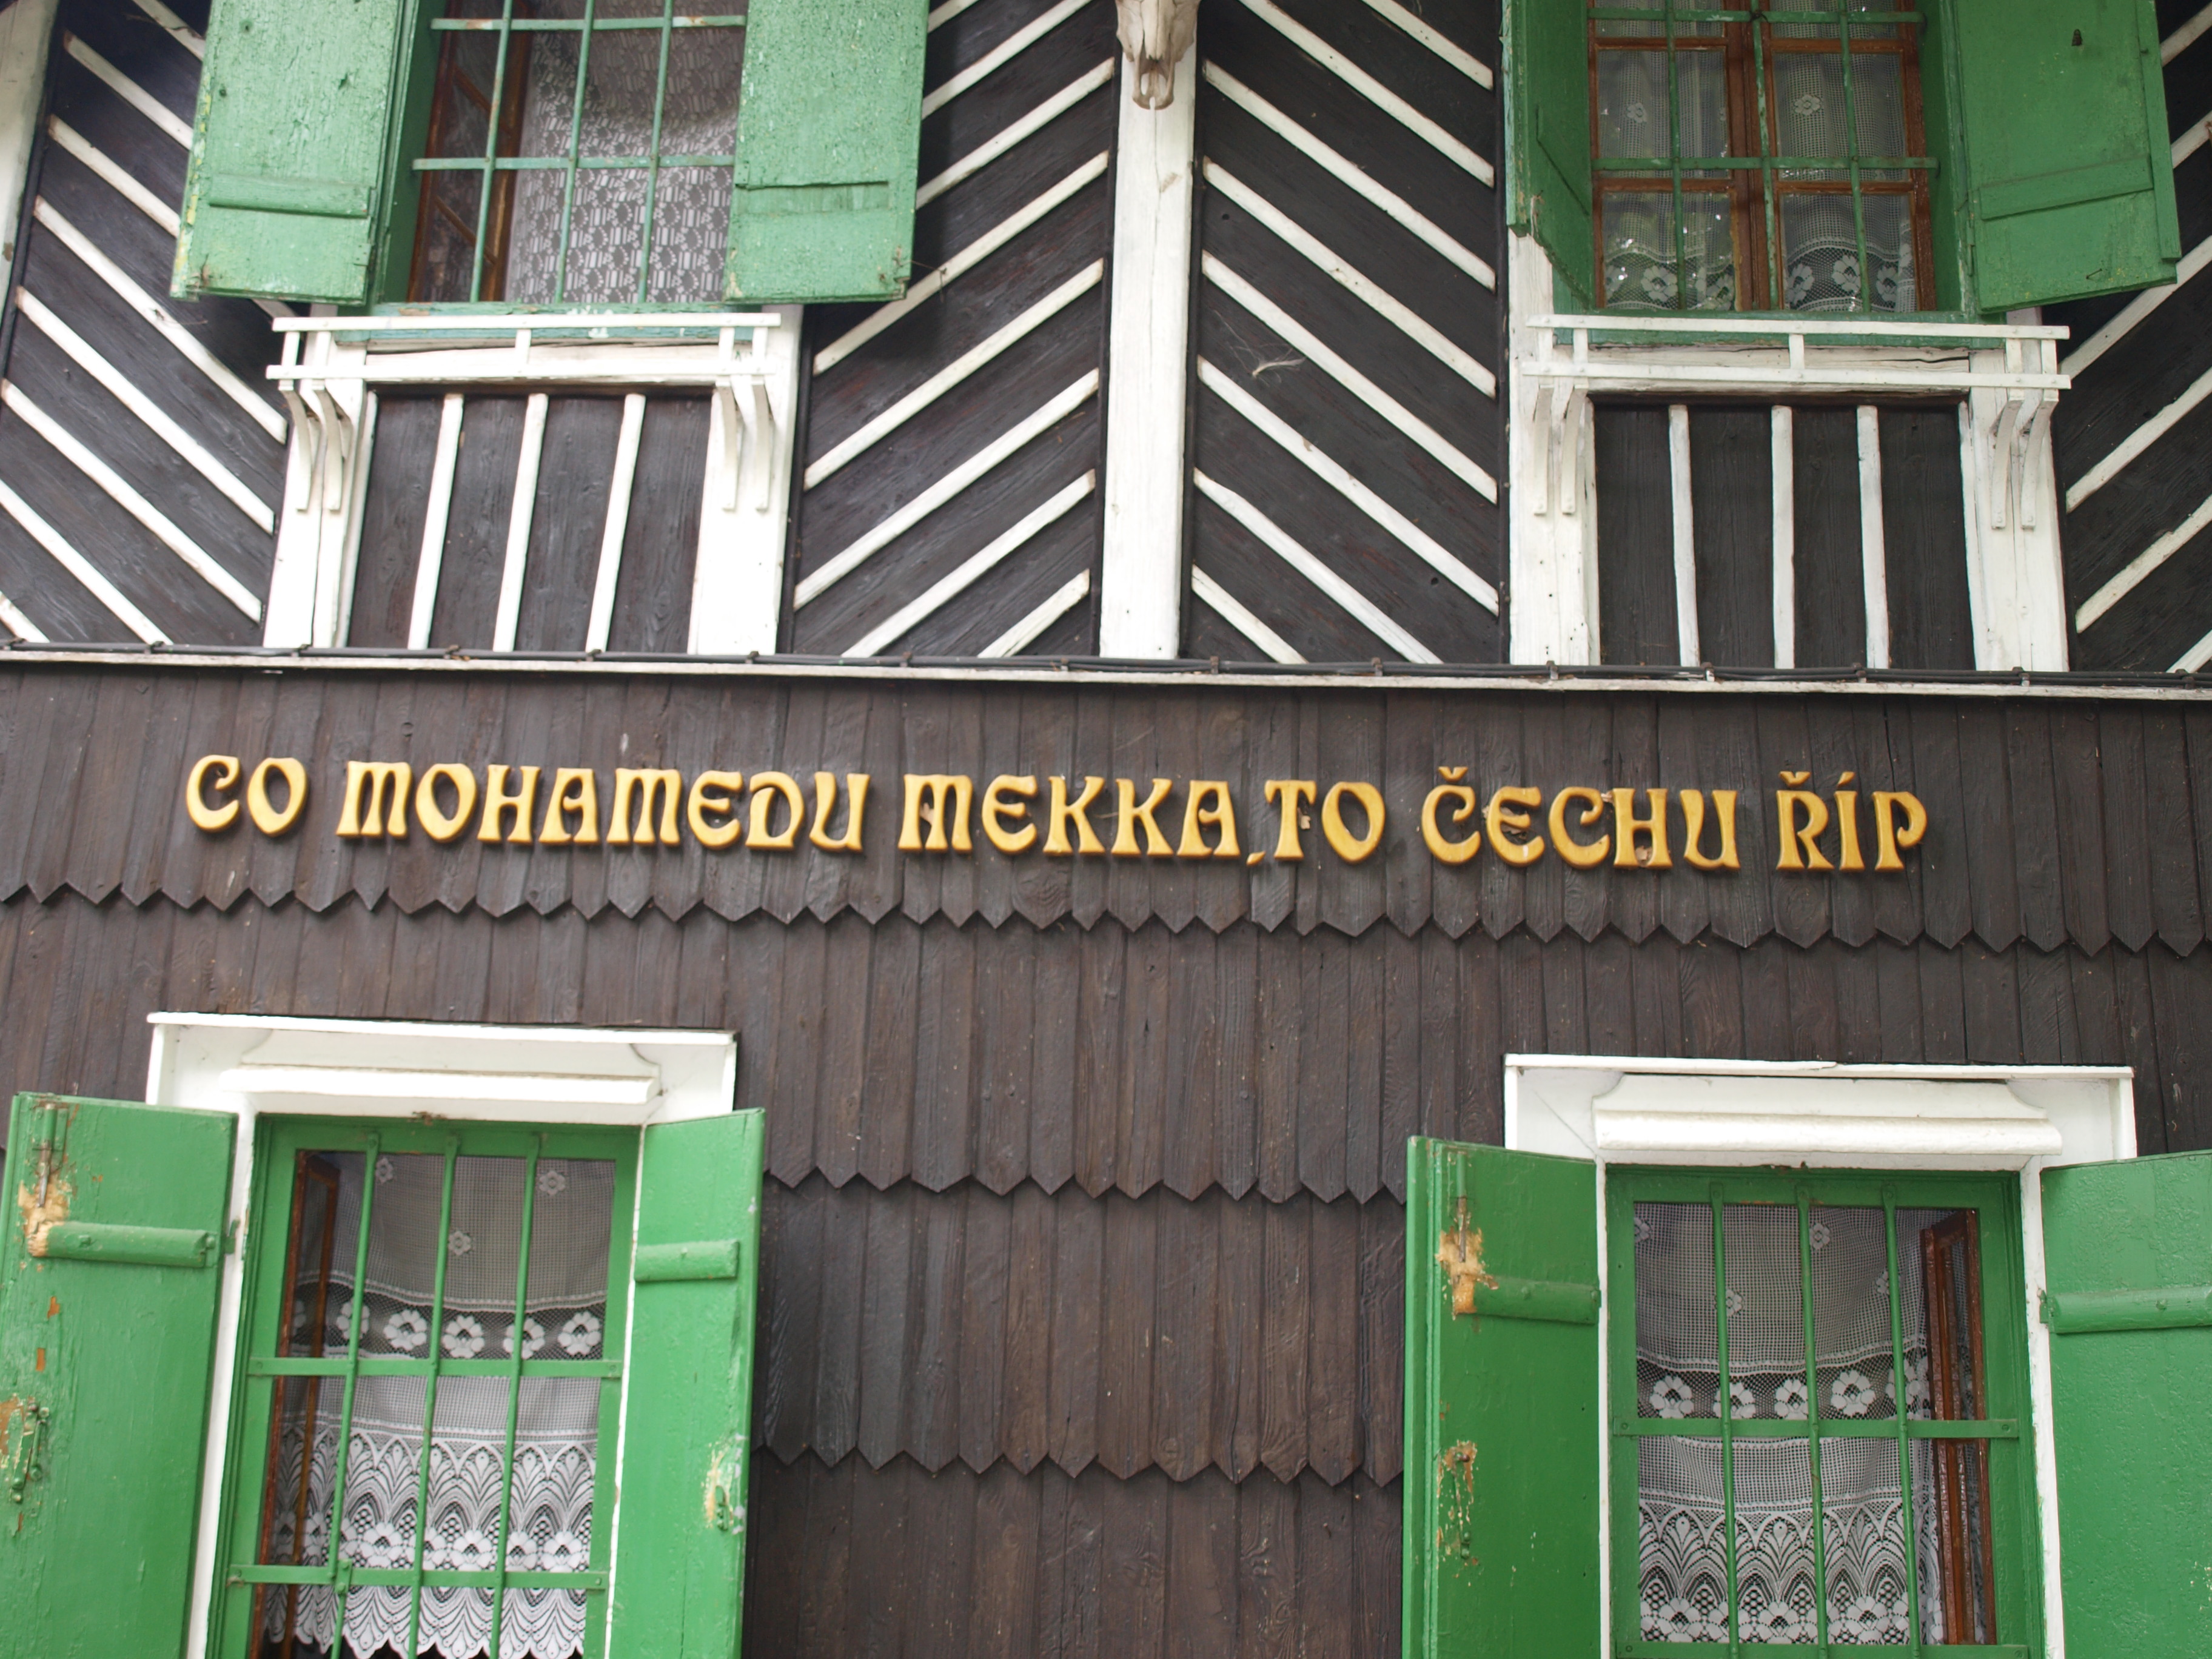 CO MOHAMEDU MEKKA, TO ČECHU ŘÍP